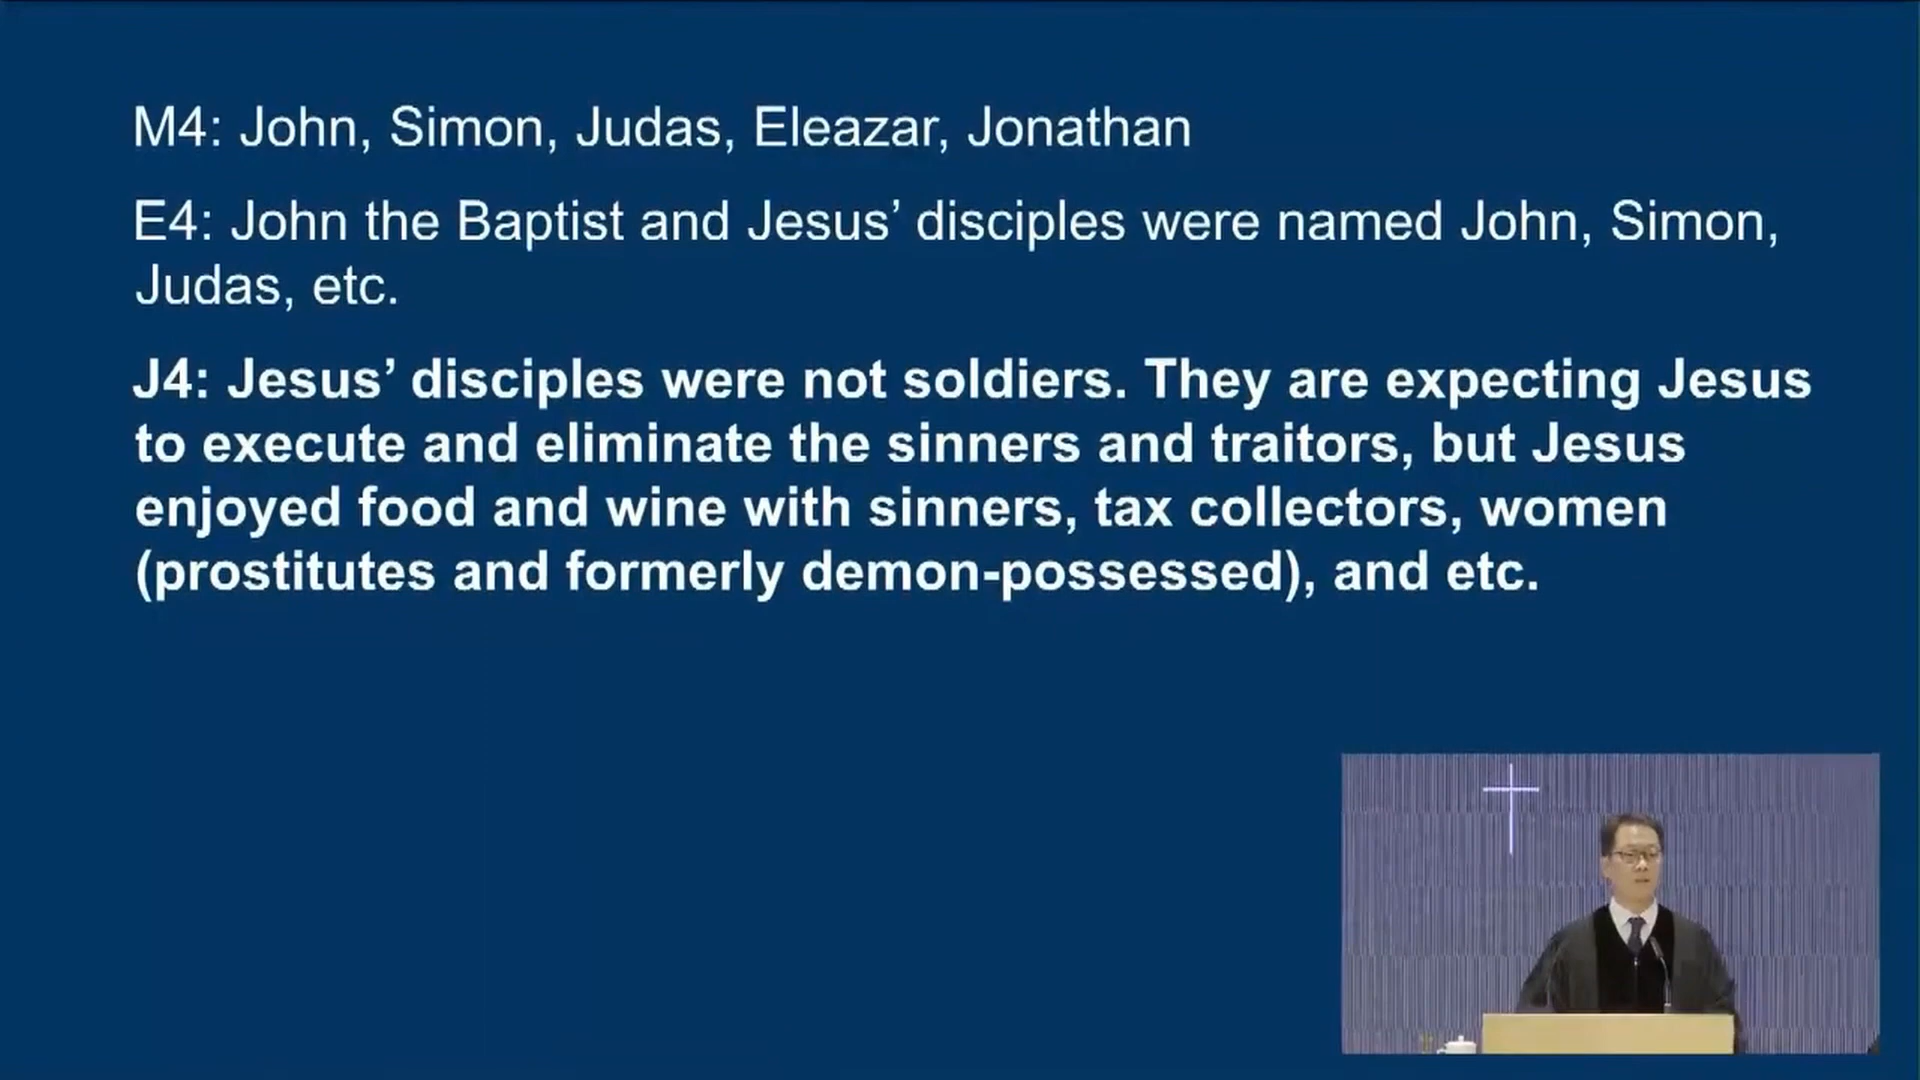 M4: John, Simon, Judas, Eleazar, Jonathan
E4: John the Baptist and Jesus’ disciples were named John, Simon,
Judas, etc.
J4: Jesus’ disciples were not soldiers. They are expecting Jesus
to execute and eliminate the sinners and traitors, but Jesus
enjoyed food and wine with sinners, tax collectors, women
(prostitutes and formerly demon-possessed), and etc.